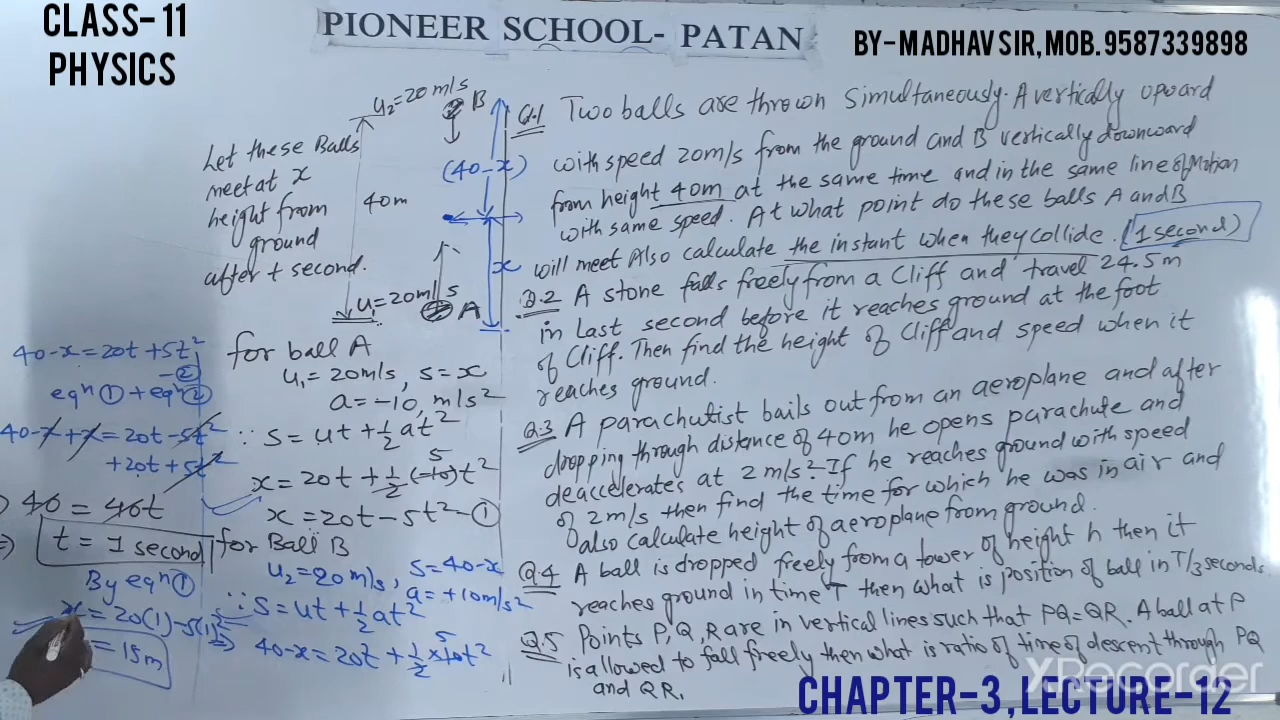 CLASS-11
PHYSICS
PIONEER SCHOOL- PATAN
BY-MADHAV SIR, MOB. 9587339898
Let these Balls
meet at x
height from
ground
after t second.
u₂=20m/s
B
(40-x)
40m
x
u₁=20m/s
A
for ball A
u₁=20m/s, s=x
a=-10, m/s²
∵ s=ut+½at²
x=20t+½(-10)t²
5
x=20t-5t²-①
for Ball B
u₂=20m/s, s=40-x
a=+10m/s²
∵ s=ut+½at²
⇒ 40-x=20t+½×10t²
5
40-x=20t+5t²
-②
eqⁿ①+eqⁿ②
40-x+x=20t-5t²
+20t+5t²
40=40t
⇒ t=1 second
By eqⁿ①
x=20(1)-5(1)²
=15m
Q.1 Two balls are thrown simultaneously. A vertically upward
with speed 20m/s from the ground and B vertically downward
from height 40m at the same time and in the same line of Motion
with same speed. At what point do these balls A and B
will meet Also calculate the instant when they collide. (1second)
Q.2 A stone falls freely from a Cliff and travel 24.5m
in Last second before it reaches ground at the foot
of Cliff. Then find the height of Cliff and speed when it
reaches ground.
Q.3 A parachutist bails out from an aeroplane and after
dropping through distance of 40m he opens parachute and
deaccelerates at 2 m/s². If he reaches ground with speed
of 2m/s then find the time for which he was in air and
also calculate height of aeroplane from ground.
Q.4 A ball is dropped freely from a tower of height h then it
reaches ground in time T then what is position of ball in T/3 seconds
Q.5 Points P, Q, R are in vertical lines such that PQ=QR. A ball at P
is allowed to fall freely then what is ratio of time of descent through PQ
and QR.
XRecorder
CHAPTER-3, LECTURE-12